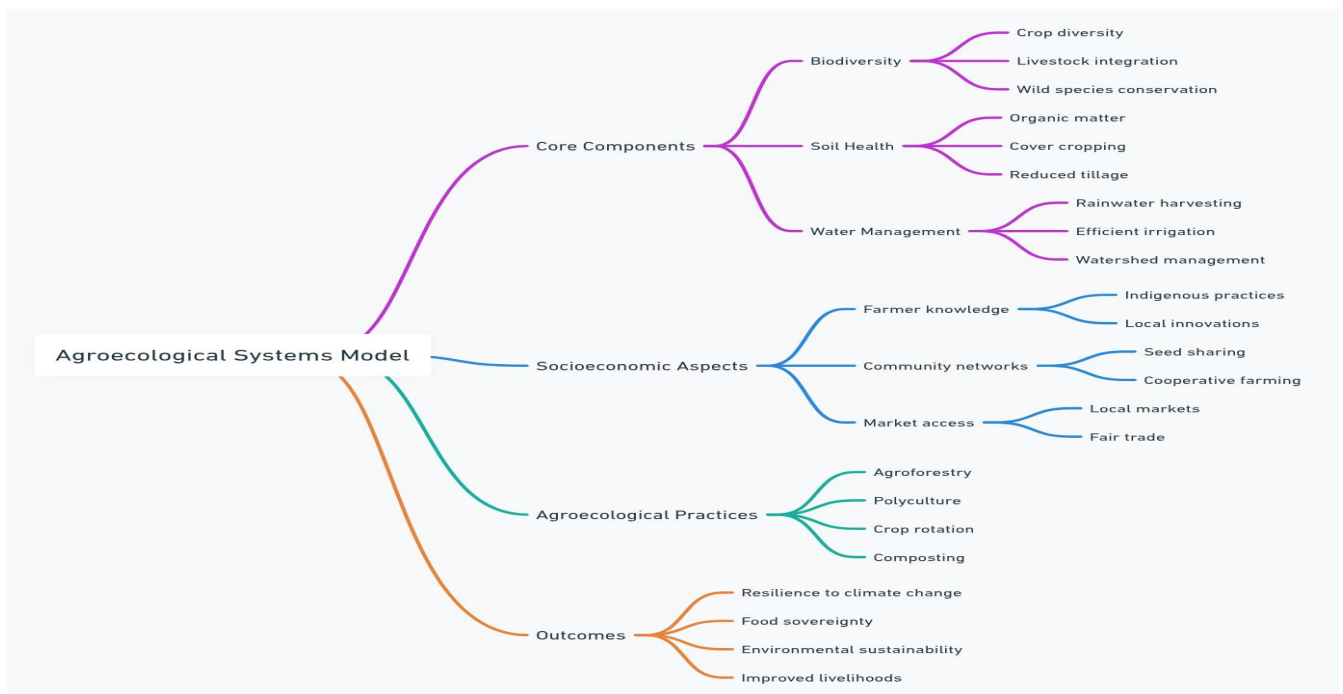 Agroecological Systems Model
Core Components
Biodiversity
Crop diversity
Livestock integration
Wild species conservation
Soil Health
Organic matter
Cover cropping
Reduced tillage
Water Management
Rainwater harvesting
Efficient irrigation
Watershed management
Socioeconomic Aspects
Farmer knowledge
Indigenous practices
Local innovations
Community networks
Seed sharing
Cooperative farming
Market access
Local markets
Fair trade
Agroecological Practices
Agroforestry
Polyculture
Crop rotation
Composting
Outcomes
Resilience to climate change
Food sovereignty
Environmental sustainability
Improved livelihoods